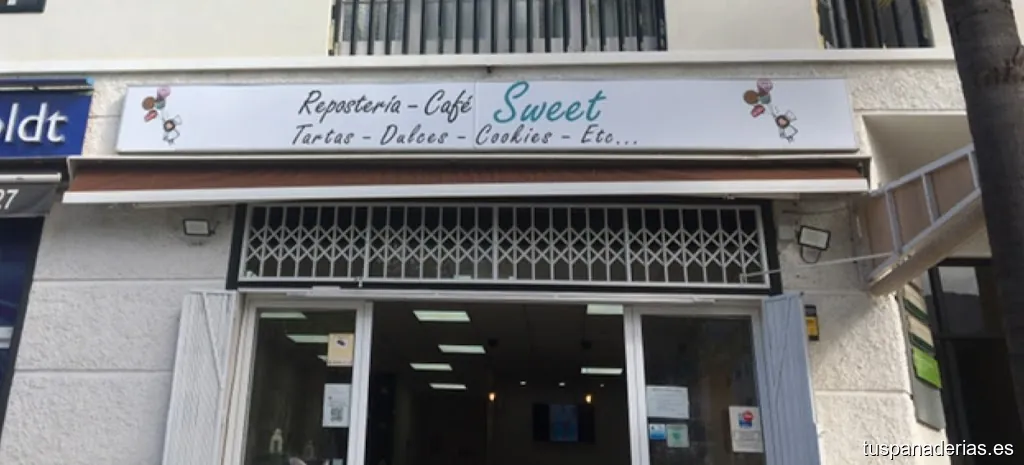 Repostería - Café Sweet
Tartas - Dulces - Cookies - Etc...
ldt
27
tuspanaderias.es